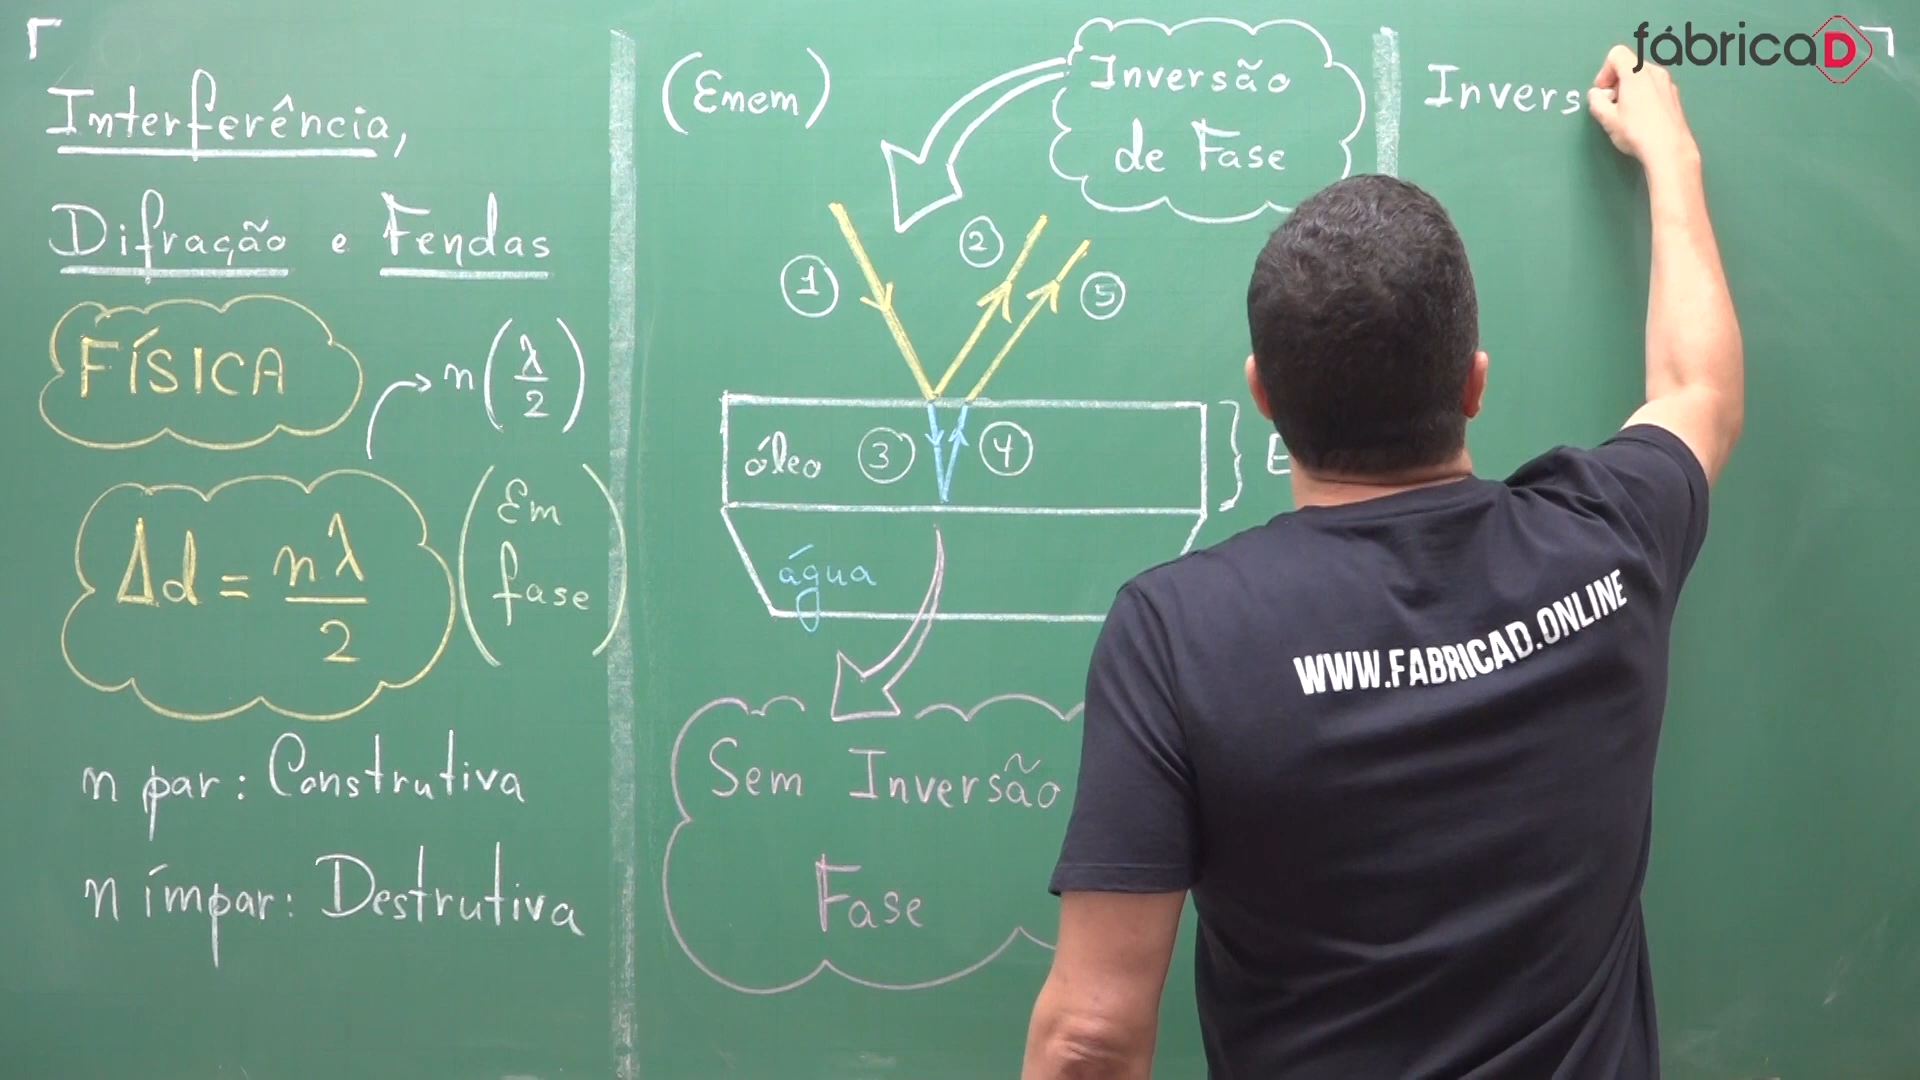 Interferência,
Difração e Fendas
FÍSICA
n(λ/2)
Δd = nλ/2
(Em fase)
n par: Construtiva
n ímpar: Destrutiva
(Enem)
Inversão
de Fase
1
2
5
óleo
3
4
E
água
Sem Inversão
Fase
Invers
fábricaD
WWW.FABRICAD.ONLINE